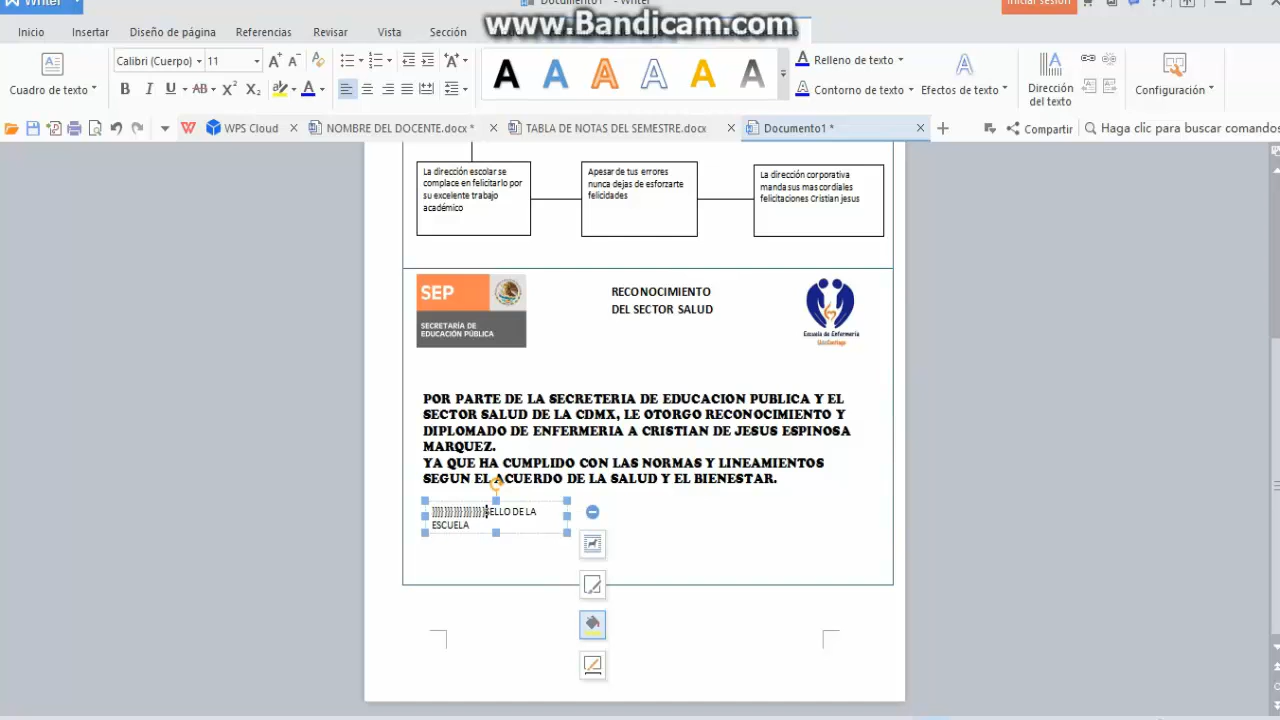 Writer
Documento1 - Writer
Iniciar sesión
www.Bandicam.com
Inicio
Diseño de página
Referencias
Revisar
Vista
Sección
Cuadro de texto
Calibri (Cuerpo)
11
Relleno de texto
Contorno de texto
Efectos de texto
Dirección
del texto
Configuración
WPS Cloud
NOMBRE DEL DOCENTE.docx *
TABLA DE NOTAS DEL SEMESTRE.docx
Documento1 *
Compartir
Haga clic para buscar comandos
La dirección escolar se
complace en felicitarlo por
su excelente trabajo
académico
Apesar de tus errores
nunca dejas de esforzarte
felicidades
La dirección corporativa
manda sus mas cordiales
felicitaciones Cristian jesus
SEP
SECRETARÍA DE
EDUCACIÓN PÚBLICA
RECONOCIMIENTO
DEL SECTOR SALUD
Escuela de Enfermería
POR PARTE DE LA SECRETERIA DE EDUCACION PUBLICA Y EL
SECTOR SALUD DE LA CDMX, LE OTORGO RECONOCIMIENTO Y
DIPLOMADO DE ENFERMERIA A CRISTIAN DE JESUS ESPINOSA
MARQUEZ.
YA QUE HA CUMPLIDO CON LAS NORMAS Y LINEAMIENTOS
SEGUN EL ACUERDO DE LA SALUD Y EL BIENESTAR.
DE LA
ESCUELA